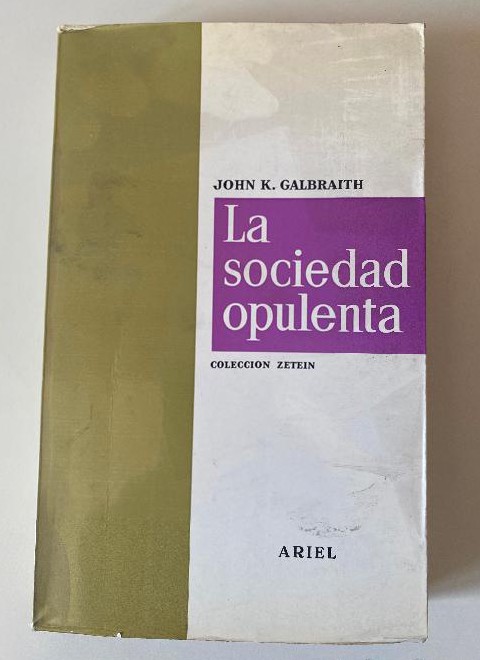 JOHN K. GALBRAITH
La
sociedad
opulenta
COLECCION ZETEIN
ARIEL